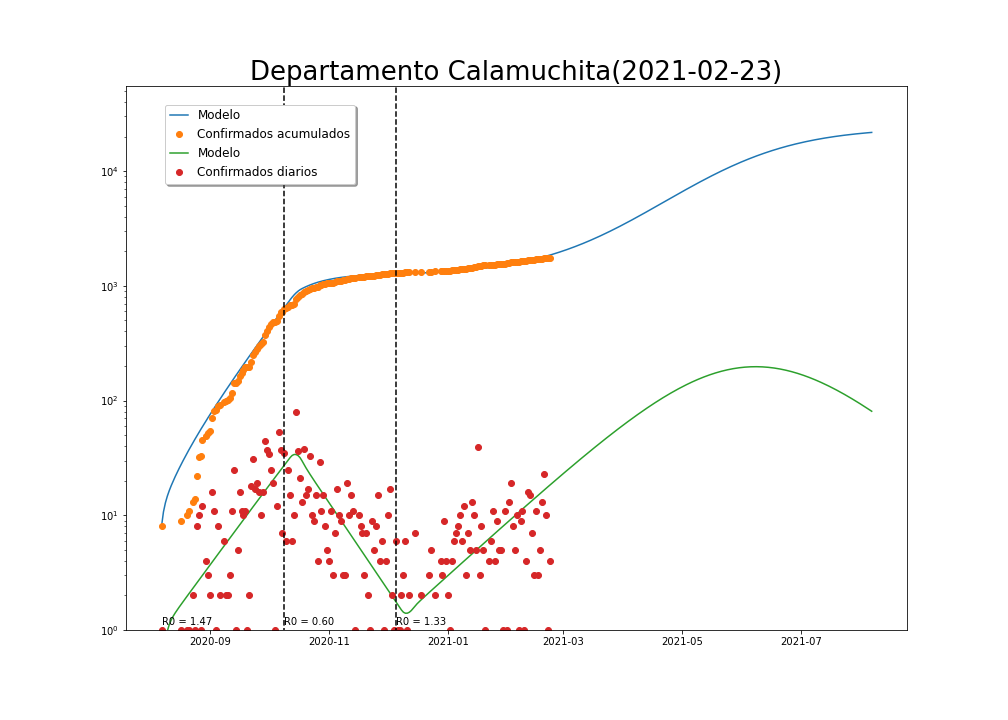 Departamento Calamuchita(2021-02-23)
Modelo
Confirmados acumulados
Modelo
Confirmados diarios
10⁴
10³
10²
10¹
10⁰
R0 = 1.47
R0 = 0.60
R0 = 1.33
2020-09
2020-11
2021-01
2021-03
2021-05
2021-07